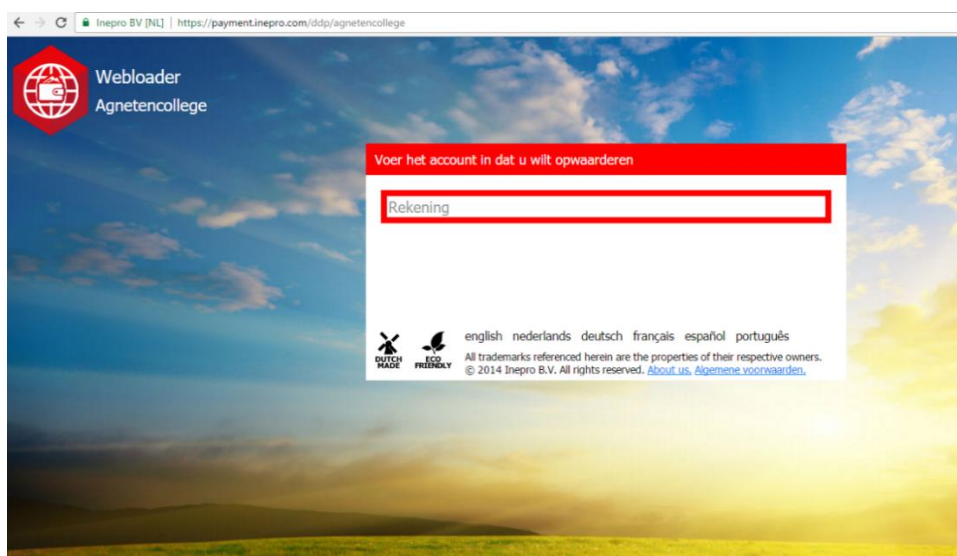 Inepro BV [NL] | https://payment.inepro.com/ddp/agnetencollege
Webloader
Agnetencollege
Voer het account in dat u wilt opwaarderen
Rekening
english nederlands deutsch français español português
DUTCH MADE
ECO FRIENDLY
All trademarks referenced herein are the properties of their respective owners.
© 2014 Inepro B.V. All rights reserved. About us, Algemene voorwaarden,